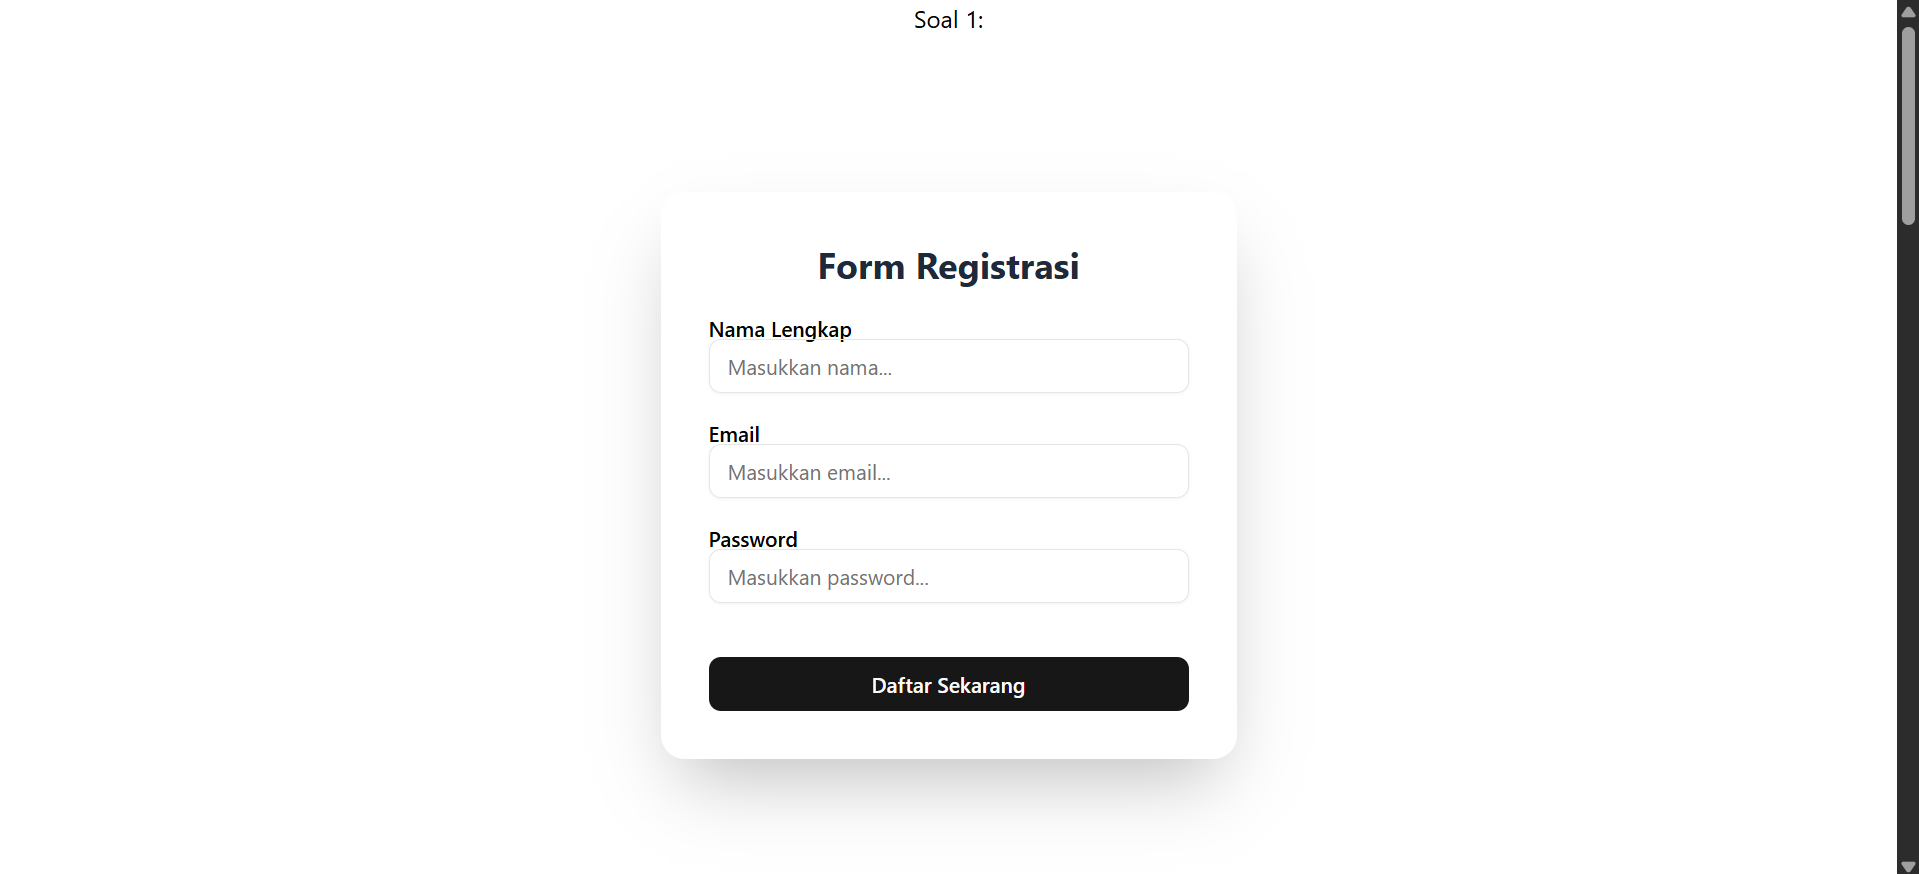 Soal 1:
Form Registrasi
Nama Lengkap
Masukkan nama...
Email
Masukkan email...
Password
Masukkan password...
Daftar Sekarang